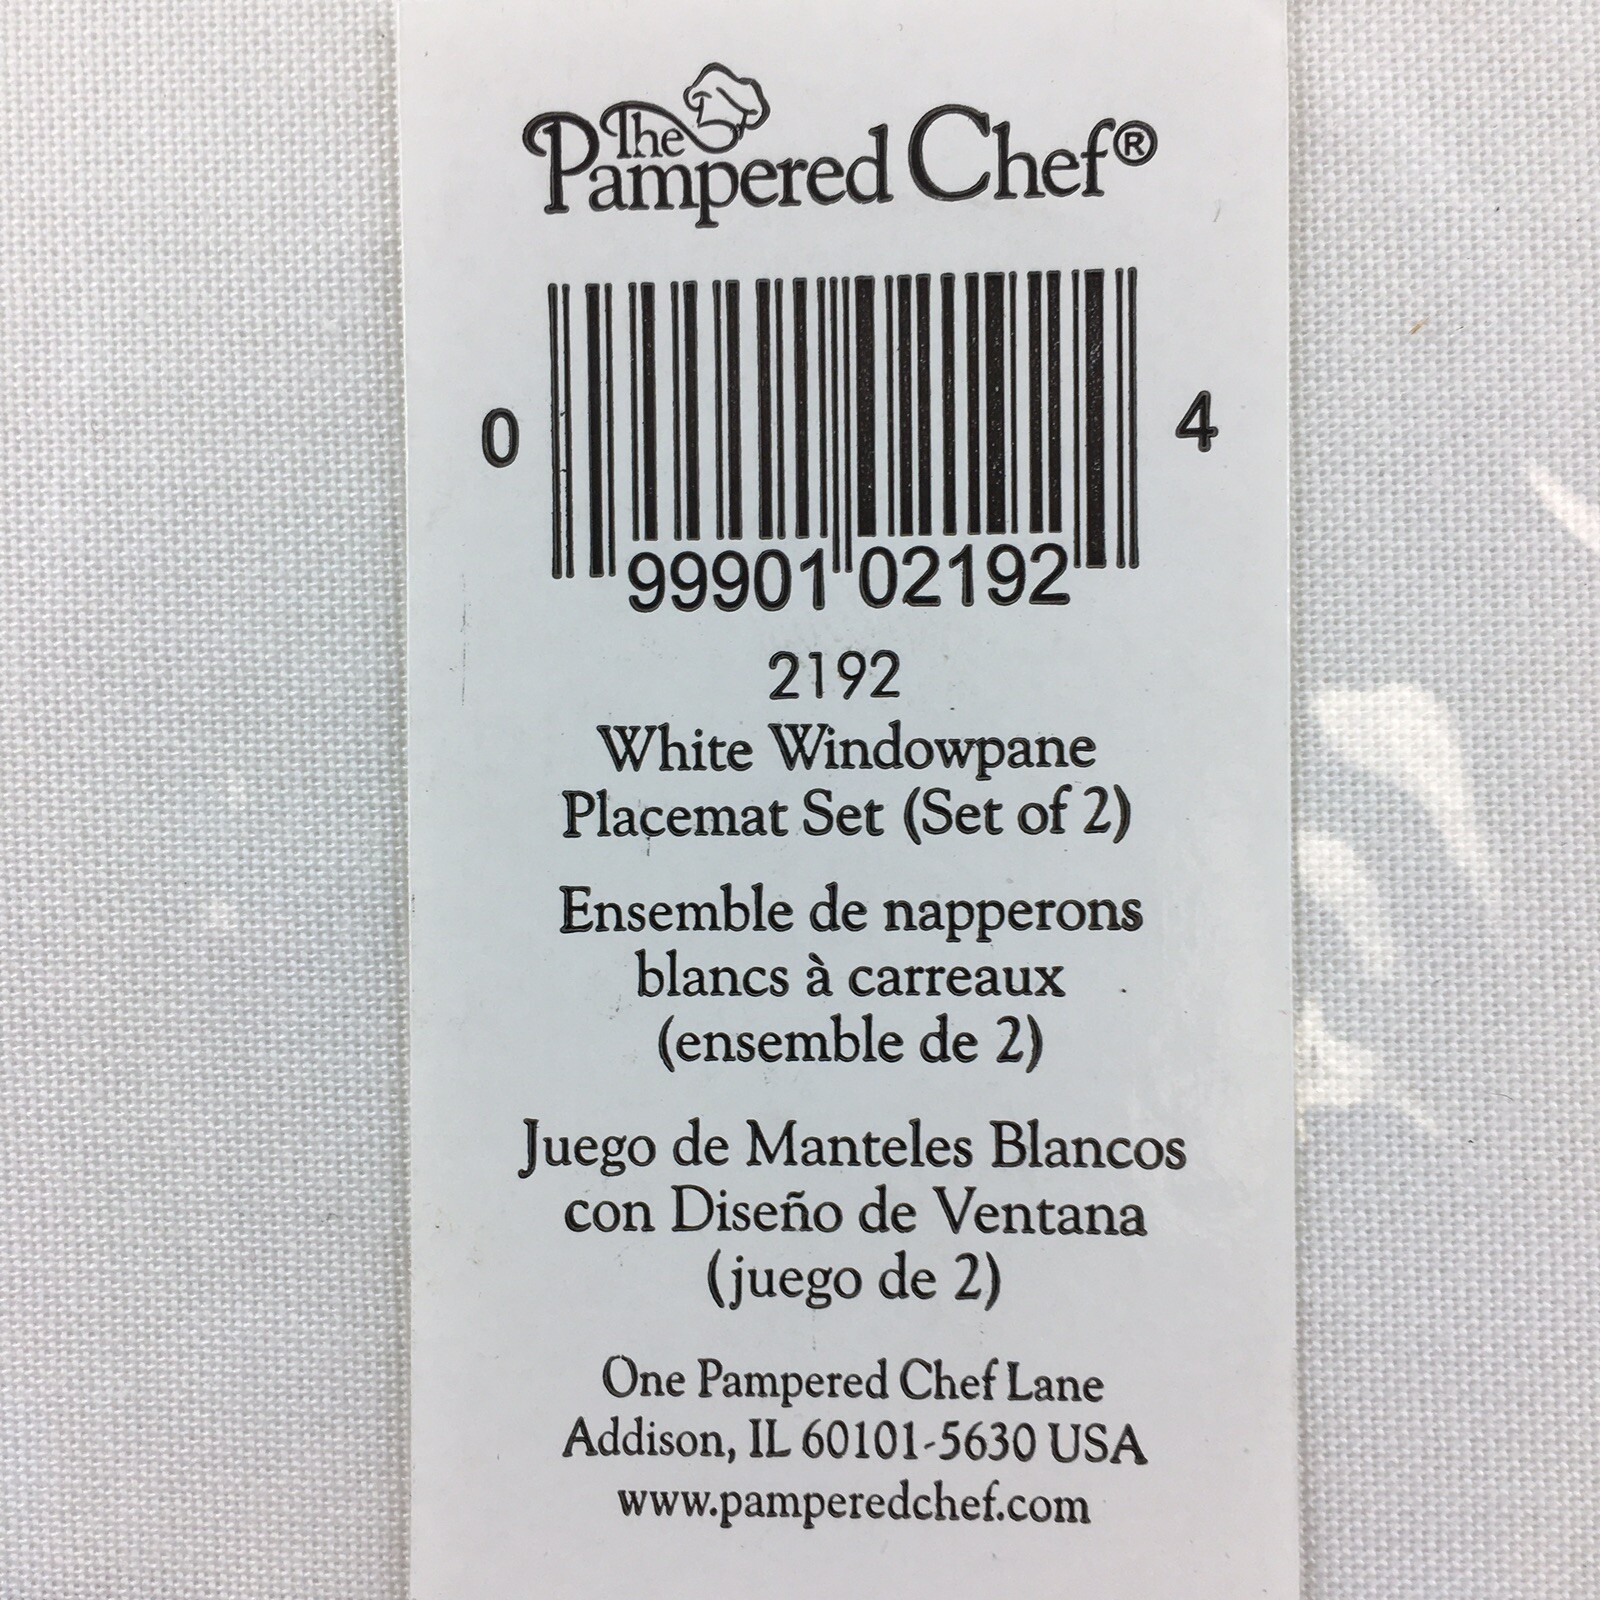 The
Pampered Chef®
0 99901 02192 4
2192
White Windowpane
Placemat Set (Set of 2)
Ensemble de napperons
blancs à carreaux
(ensemble de 2)
Juego de Manteles Blancos
con Diseño de Ventana
(juego de 2)
One Pampered Chef Lane
Addison, IL 60101-5630 USA
www.pamperedchef.com